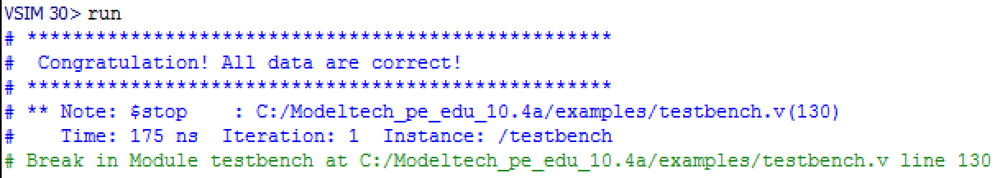 VSIM 30> run
# ***************************************************
#  Congratulation! All data are correct!
# ***************************************************
# ** Note: $stop    : C:/Modeltech_pe_edu_10.4a/examples/testbench.v(130)
#    Time: 175 ns  Iteration: 1  Instance: /testbench
# Break in Module testbench at C:/Modeltech_pe_edu_10.4a/examples/testbench.v line 130